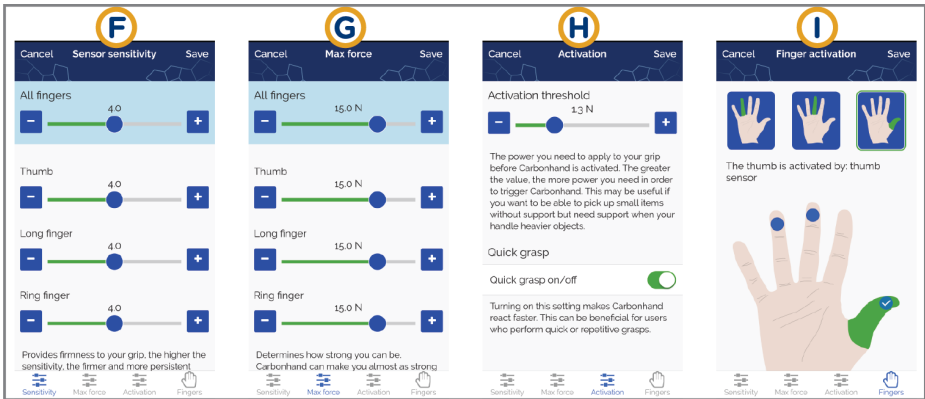 F
Cancel Sensor sensitivity Save
All fingers
4.0
Thumb
4.0
Long finger
4.0
Ring finger
4.0
Provides firmness to your grip, the higher the
sensitivity, the firmer and more persistent
Sensitivity Max force Activation Fingers
G
Cancel Max force Save
All fingers
15.0 N
Thumb
15.0 N
Long finger
15.0 N
Ring finger
15.0 N
Determines how strong you can be.
Carbonhand can make you almost as strong
Sensitivity Max force Activation Fingers
H
Cancel Activation Save
Activation threshold
1.3 N
The power you need to apply to your grip
before Carbonhand is activated. The greater
the value, the more power you need in order
to trigger Carbonhand. This may be useful if
you want to be able to pick up small items
without support but need support when your
handle heavier objects.
Quick grasp
Quick grasp on/off
Turning on this setting makes Carbonhand
react faster. This can be beneficial for users
who perform quick or repetitive grasps.
Sensitivity Max force Activation Fingers
I
Cancel Finger activation Save
The thumb is activated by: thumb
sensor
Sensitivity Max force Activation Fingers